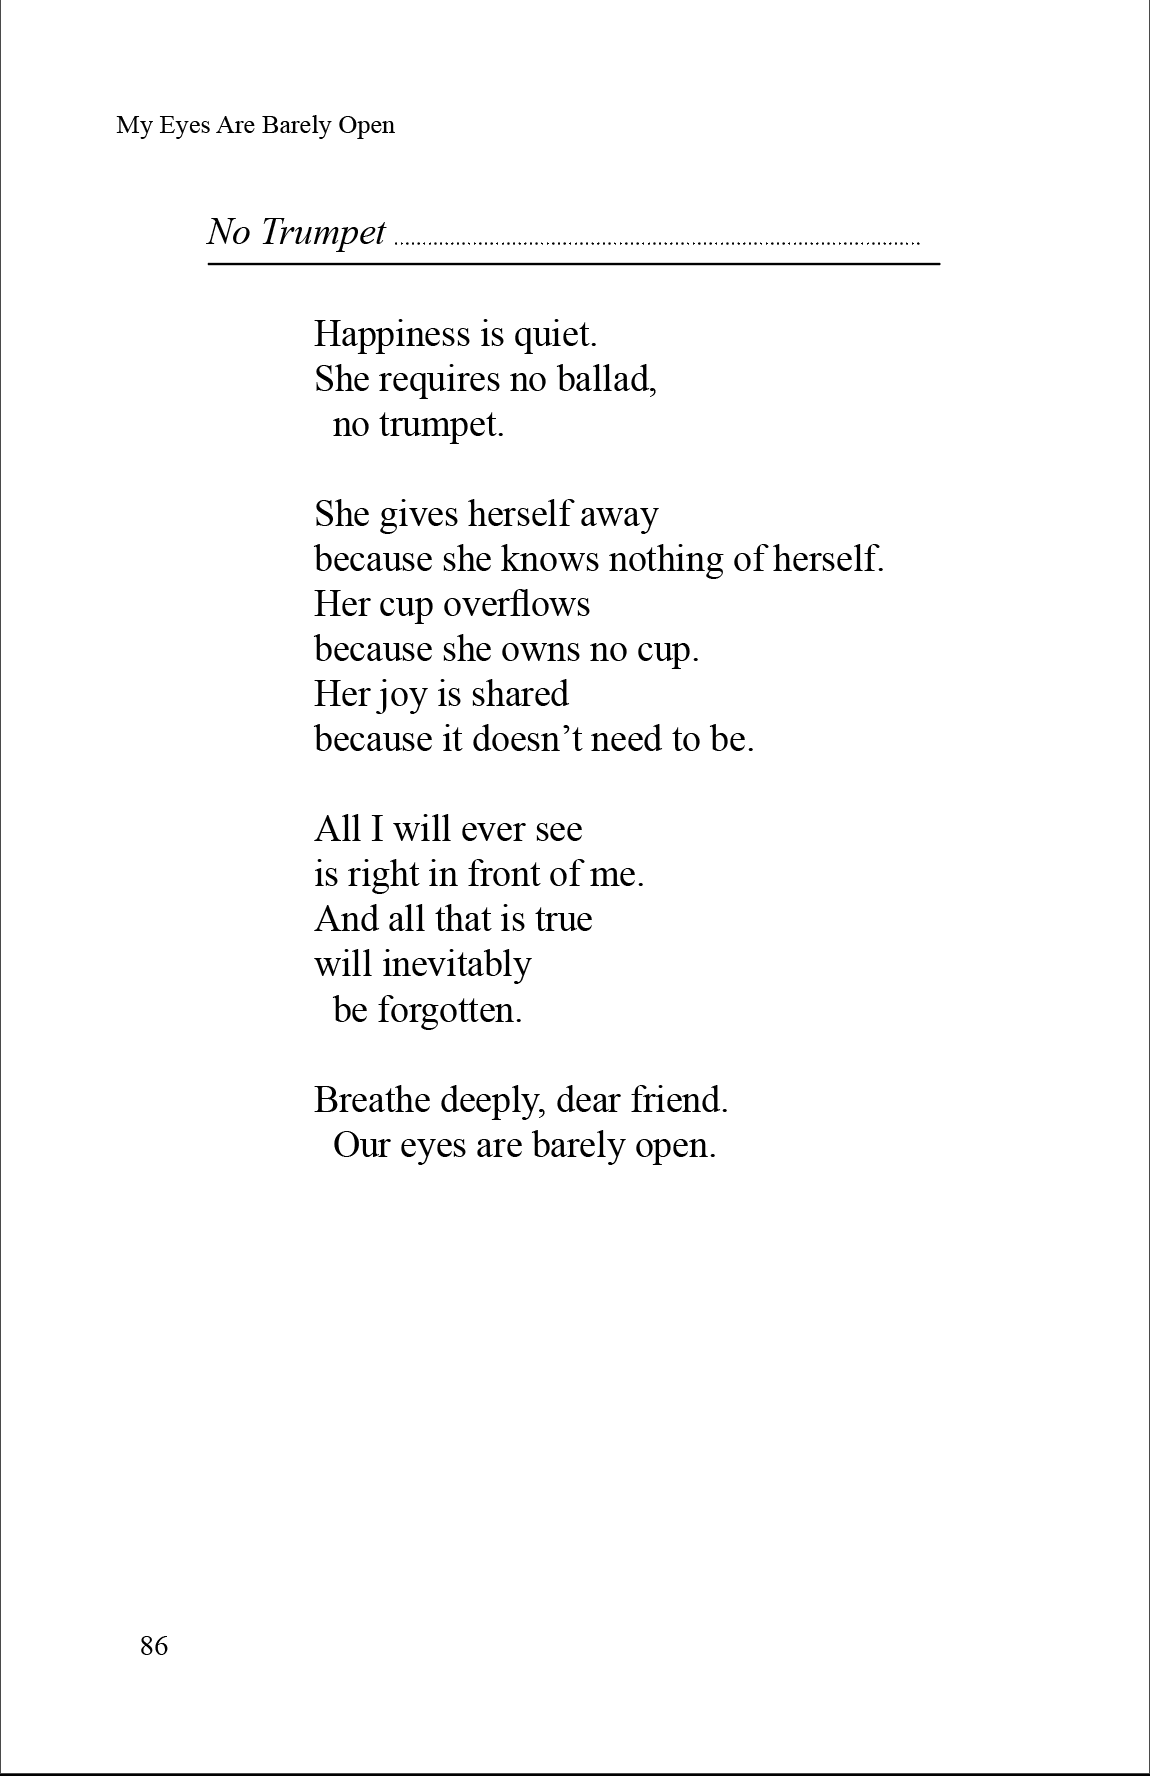 My Eyes Are Barely Open
No Trumpet ..........................................................................................
Happiness is quiet.
She requires no ballad,
no trumpet.
She gives herself away
because she knows nothing of herself.
Her cup overflows
because she owns no cup.
Her joy is shared
because it doesn’t need to be.
All I will ever see
is right in front of me.
And all that is true
will inevitably
be forgotten.
Breathe deeply, dear friend.
Our eyes are barely open.
86